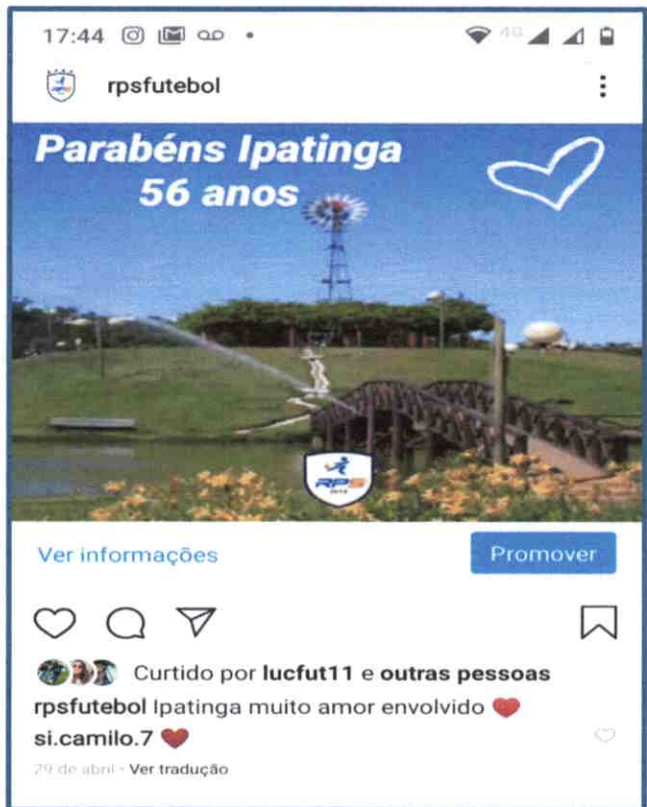 17:44
4G
rpsfutebol
Parabéns Ipatinga
56 anos
RPS
Ver informações
Promover
Curtido por lucfut11 e outras pessoas
rpsfutebol Ipatinga muito amor envolvido ❤
si.camilo.7 ❤
29 de abril · Ver tradução